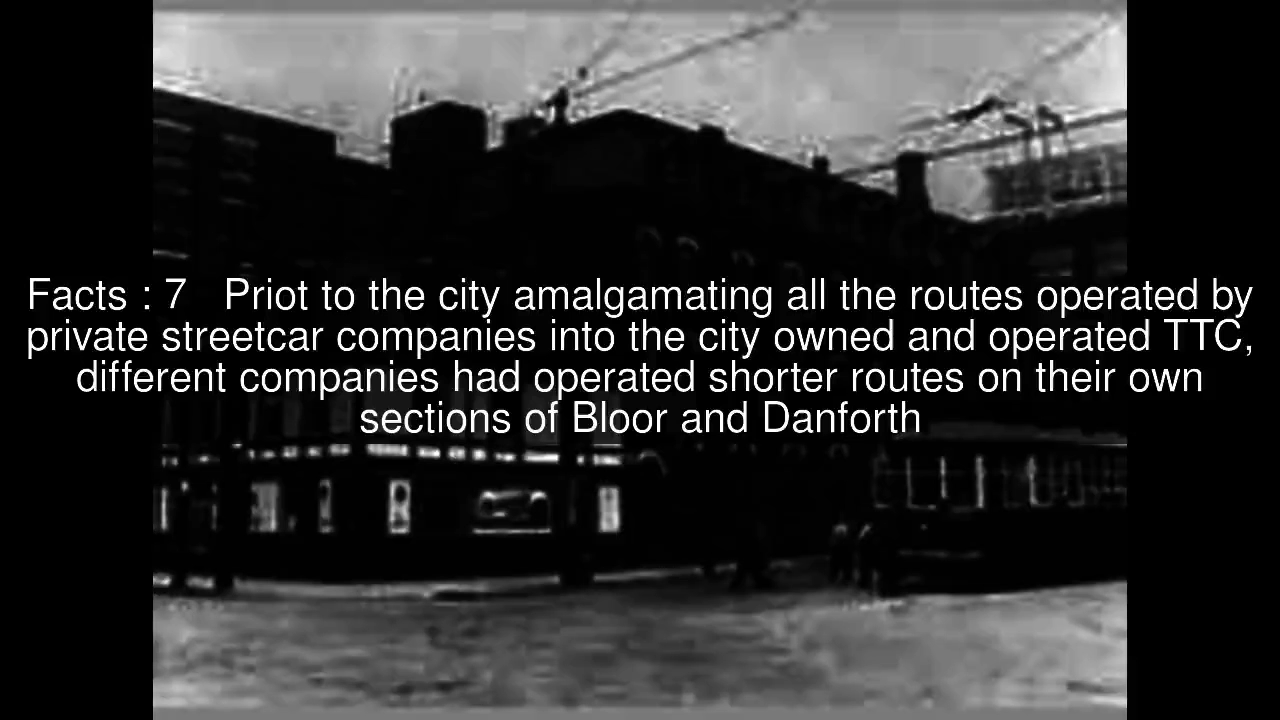 Facts : 7 Priot to the city amalgamating all the routes operated by
private streetcar companies into the city owned and operated TTC,
different companies had operated shorter routes on their own
sections of Bloor and Danforth